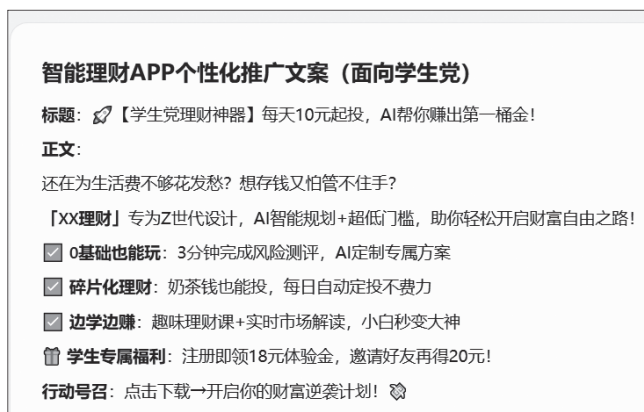 智能理财APP个性化推广文案（面向学生党）
标题：🚀【学生党理财神器】每天10元起投，AI帮你赚出第一桶金！
正文：
还在为生活费不够花发愁？想存钱又怕管不住手？
「XX理财」专为Z世代设计，AI智能规划+超低门槛，助你轻松开启财富自由之路！
✅ 0基础也能玩：3分钟完成风险测评，AI定制专属方案
✅ 碎片化理财：奶茶钱也能投，每日自动定投不费力
✅ 边学边赚：趣味理财课+实时市场解读，小白秒变大神
🎁 学生专属福利：注册即领18元体验金，邀请好友再得20元！
行动号召：点击下载→开启你的财富逆袭计划！